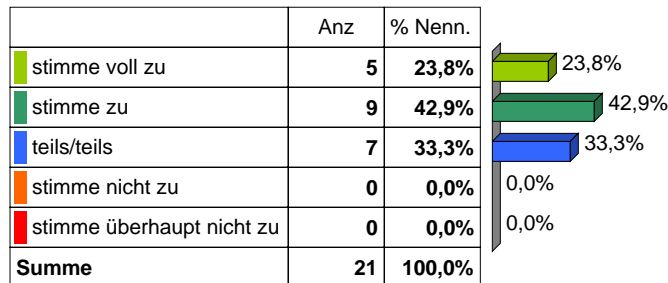 Anz % Nenn.
stimme voll zu 5 23,8% 23,8%
stimme zu 9 42,9% 42,9%
teils/teils 7 33,3% 33,3%
stimme nicht zu 0 0,0% 0,0%
stimme überhaupt nicht zu 0 0,0% 0,0%
Summe 21 100,0%